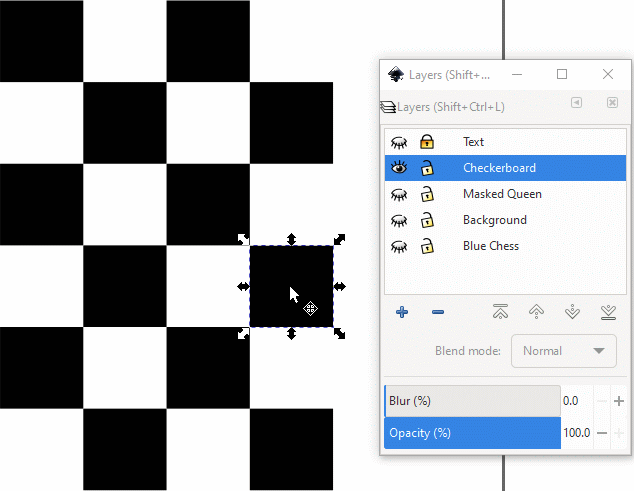 Layers (Shift+...
Layers (Shift+Ctrl+L)
Text
Checkerboard
Masked Queen
Background
Blue Chess
Blend mode: Normal
Blur (%) 0.0
Opacity (%) 100.0